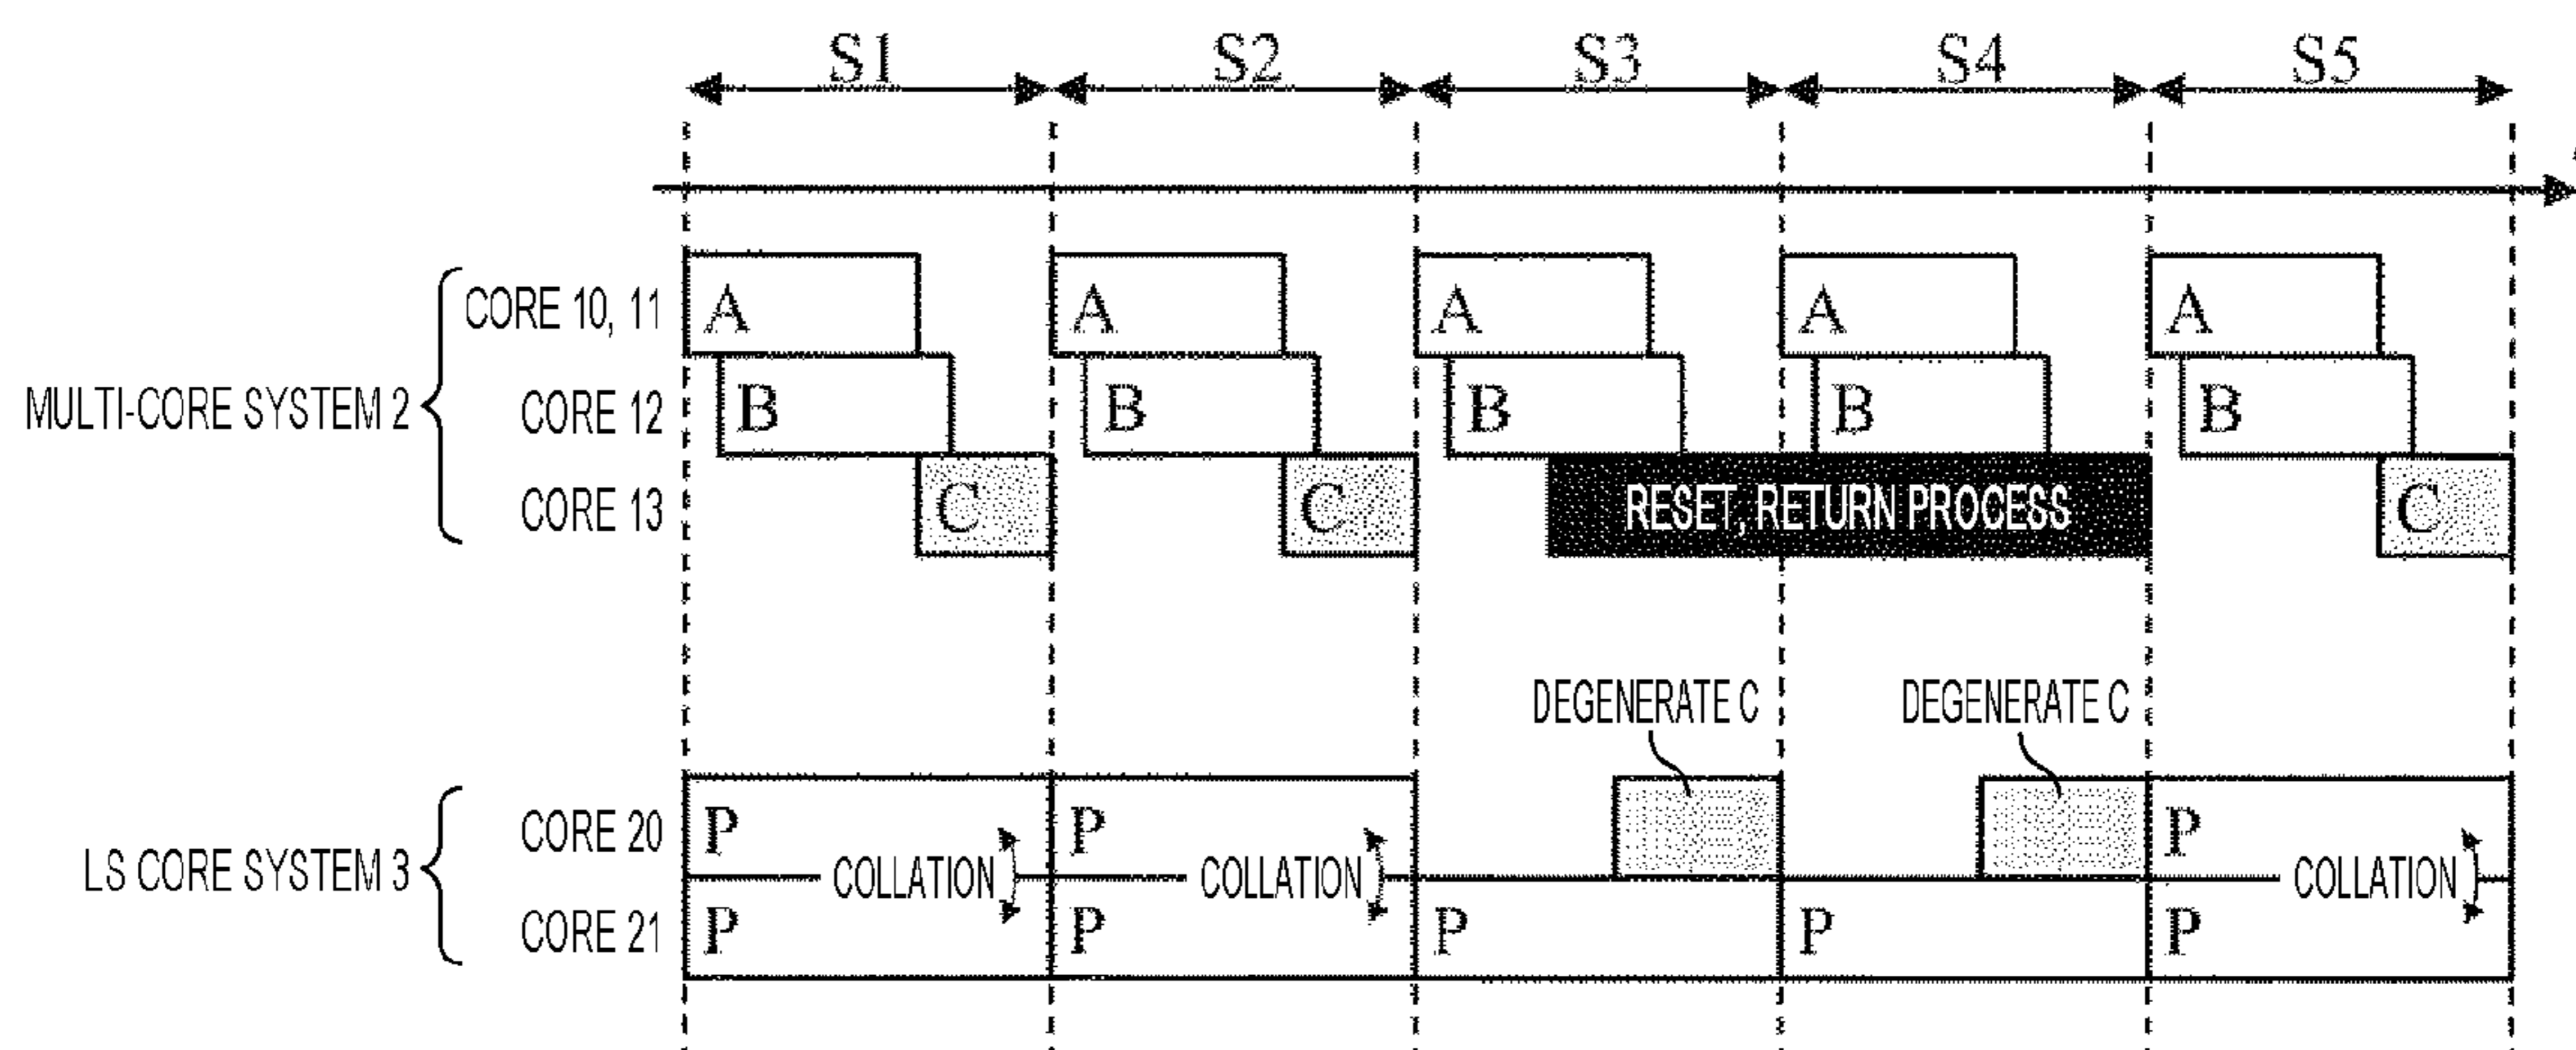 S1 S2 S3 S4 S5
CORE 10, 11 A A A A A
MULTI-CORE SYSTEM 2 CORE 12 B B B B B
CORE 13 C C RESET, RETURN PROCESS C
DEGENERATE C DEGENERATE C
CORE 20 P P P
LS CORE SYSTEM 3 COLLATION COLLATION COLLATION
CORE 21 P P P P P